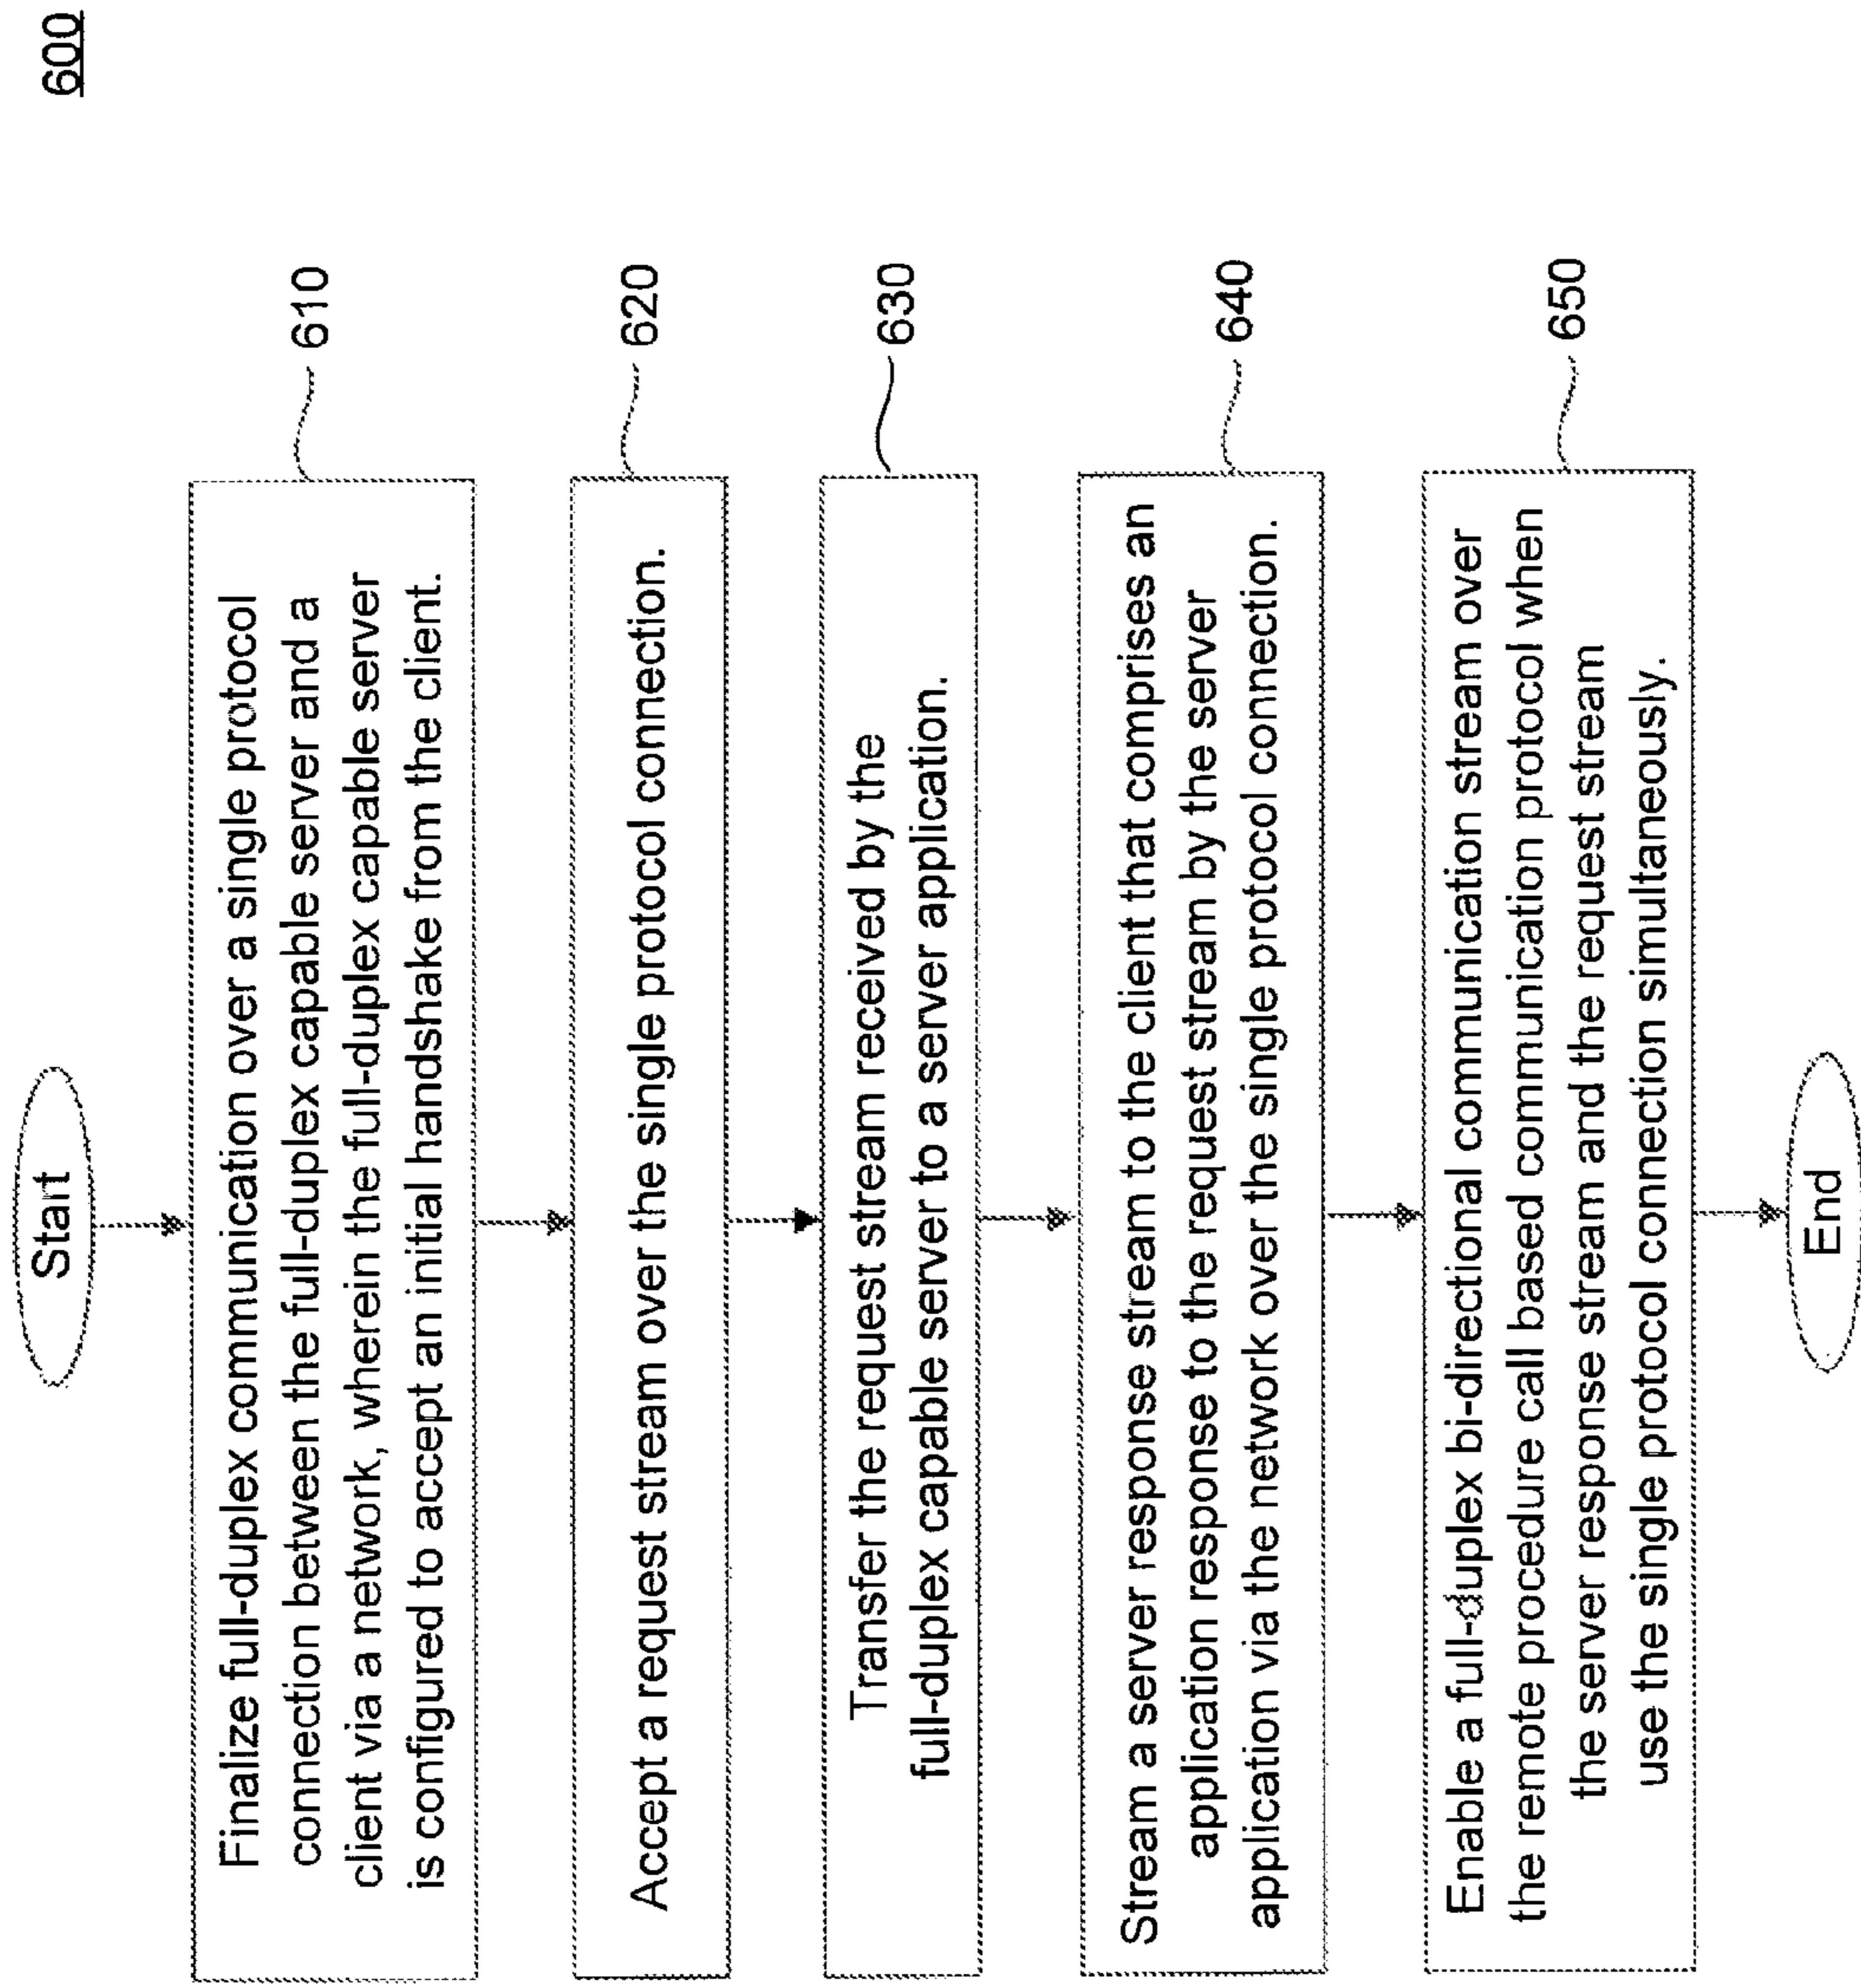 600
Start
Finalize full-duplex communication over a single protocol
connection between the full-duplex capable server and a
client via a network, wherein the full-duplex capable server
is configured to accept an initial handshake from the client.
610
Accept a request stream over the single protocol connection.
620
Transfer the request stream received by the
full-duplex capable server to a server application.
630
Stream a server response stream to the client that comprises an
application response to the request stream by the server
application via the network over the single protocol connection.
640
Enable a full-duplex bi-directional communication stream over
the remote procedure call based communication protocol when
the server response stream and the request stream
use the single protocol connection simultaneously.
650
End